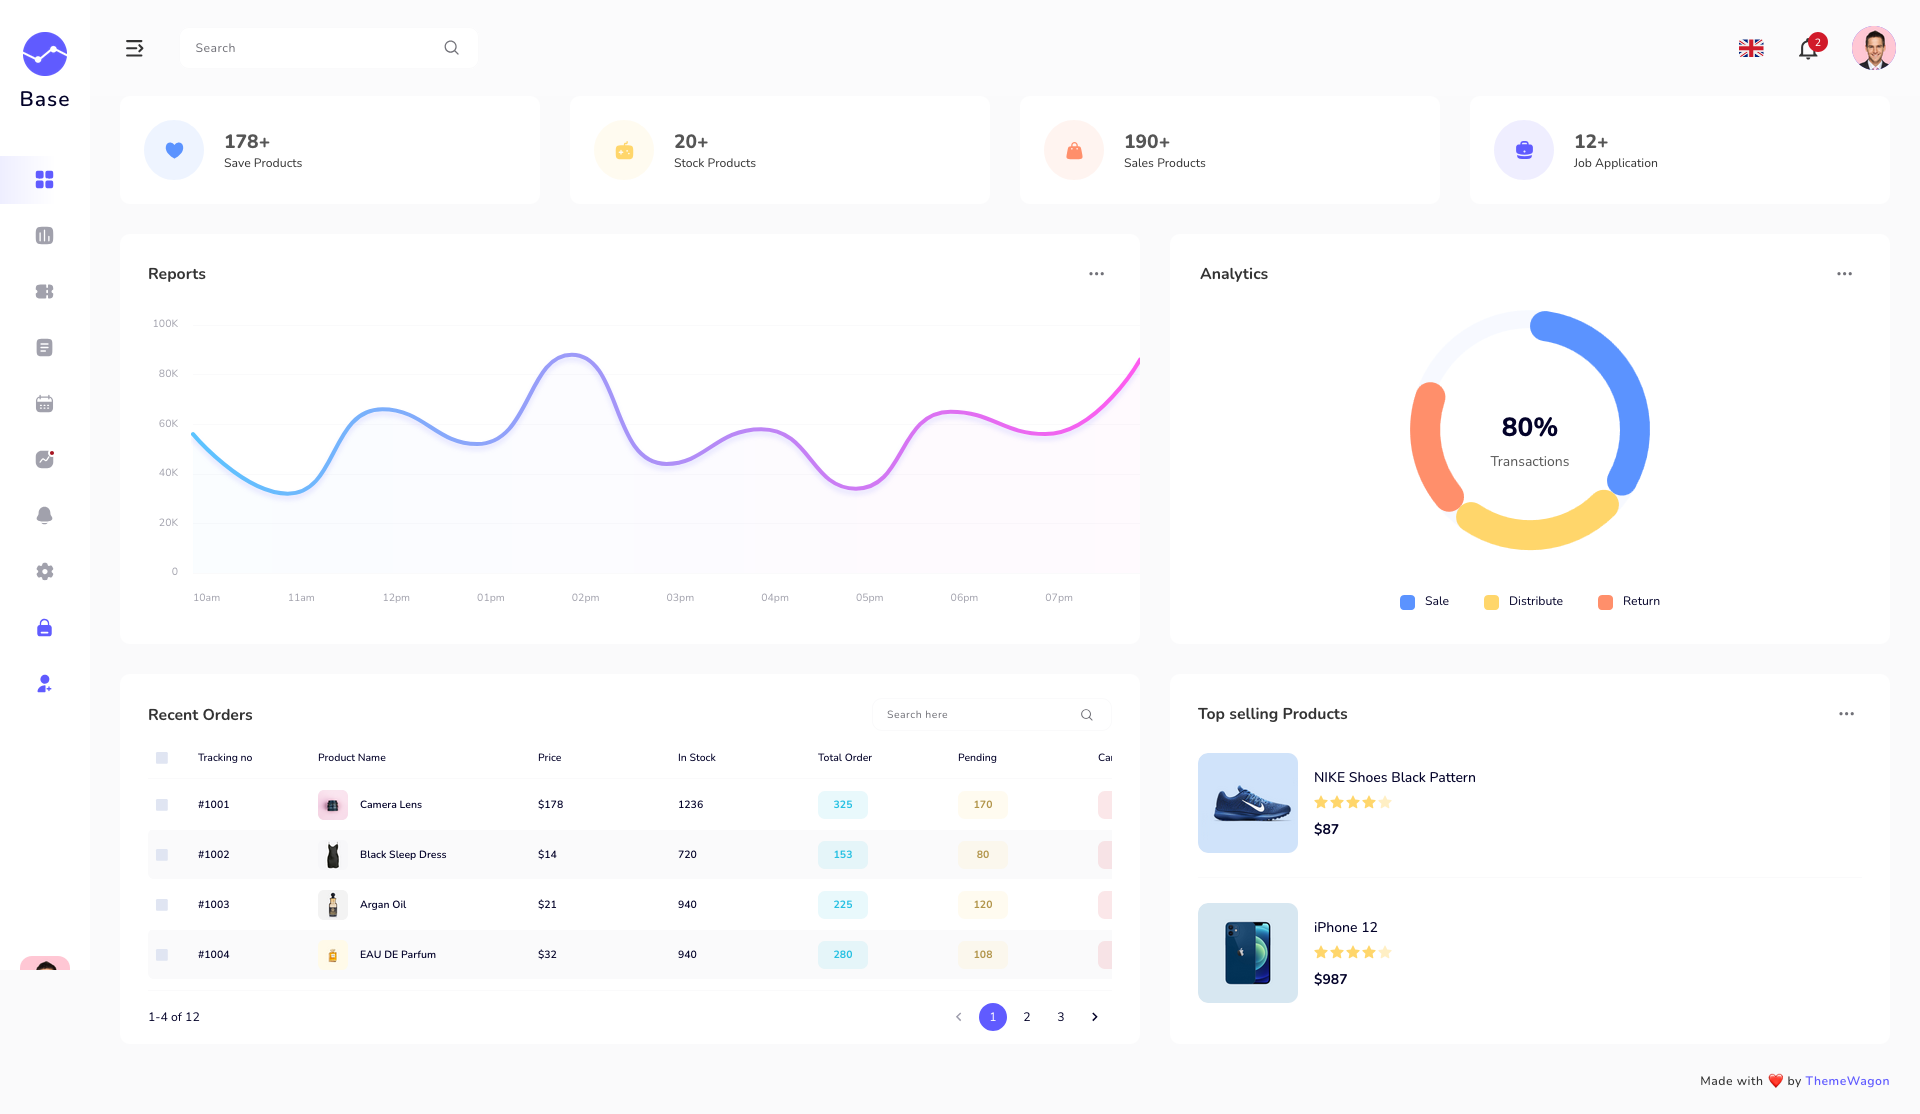 Base
Search
2
178+
Save Products
20+
Stock Products
190+
Sales Products
12+
Job Application
Reports
100K
80K
60K
40K
20K
0
10am 11am 12pm 01pm 02pm 03pm 04pm 05pm 06pm 07pm
Analytics
80%
Transactions
Sale Distribute Return
Recent Orders
Search here
Tracking no Product Name Price In Stock Total Order Pending
#1001 Camera Lens $178 1236 325 170
#1002 Black Sleep Dress $14 720 153 80
#1003 Argan Oil $21 940 225 120
#1004 EAU DE Parfum $32 940 280 108
1-4 of 12
1 2 3
Top selling Products
NIKE Shoes Black Pattern
$87
iPhone 12
$987
Made with ❤️ by ThemeWagon